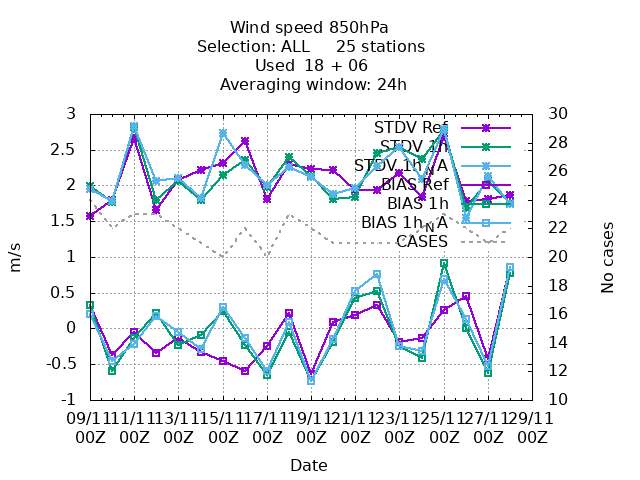 Wind speed 850hPa
Selection: ALL 25 stations
Used 18 + 06
Averaging window: 24h
m/s
No cases
3
2.5
2
1.5
1
0.5
0
-0.5
-1
30
28
26
24
22
20
18
16
14
12
10
STDV Ref
STDV 1h
STDV 1h_NA
BIAS Ref
BIAS 1h
BIAS 1h_NA
CASES
09/11 11/11 13/11 15/11 17/11 19/11 21/11 23/11 25/11 27/11 29/11
00Z 00Z 00Z 00Z 00Z 00Z 00Z 00Z 00Z 00Z 00Z
Date